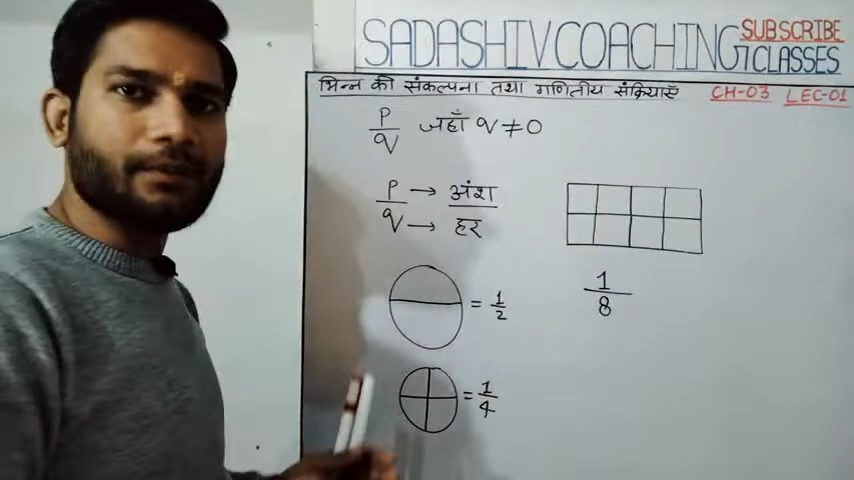 SADASHIV COACHING CLASSES
SUBSCRIBE
भिन्न की संकल्पना तथा गणितीय संक्रियाएँ
CH-03 LEC-01
P/q जहाँ q ≠ 0
P/q → अंश
→ हर
= 1/2
1/8
= 1/4